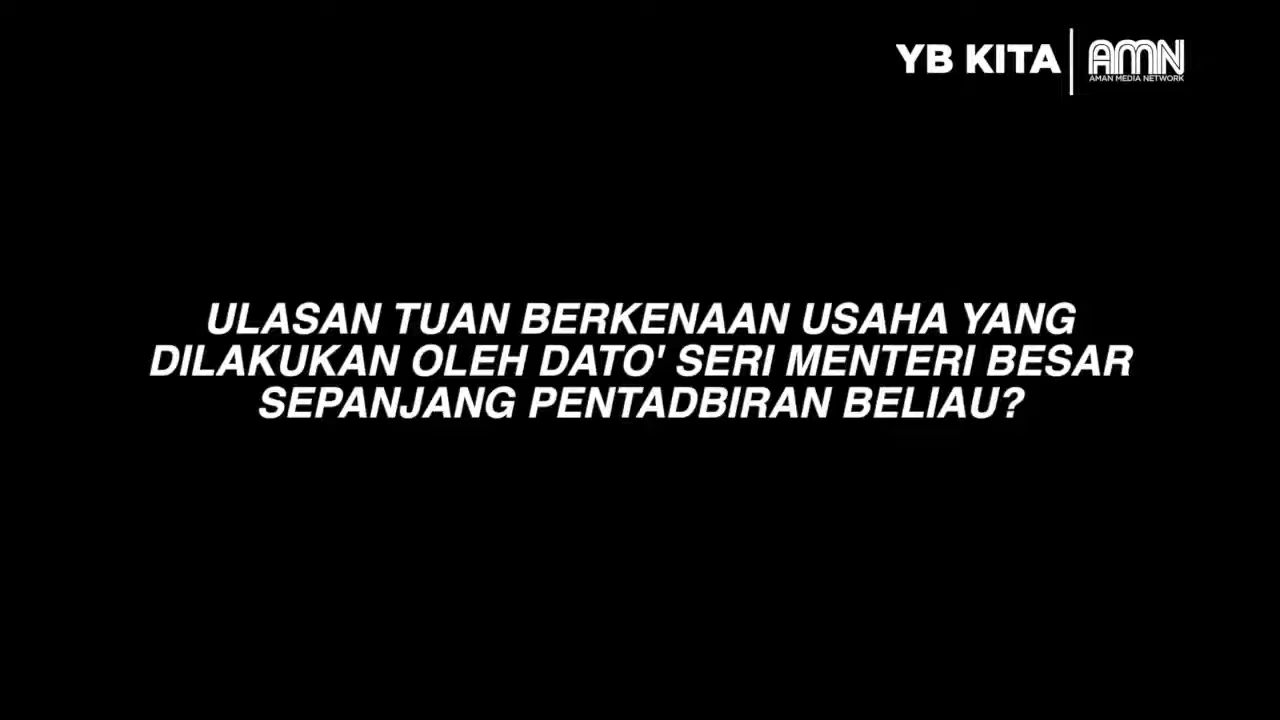 YB KITA
AMN
AMAN MEDIA NETWORK
ULASAN TUAN BERKENAAN USAHA YANG
DILAKUKAN OLEH DATO' SERI MENTERI BESAR
SEPANJANG PENTADBIRAN BELIAU?